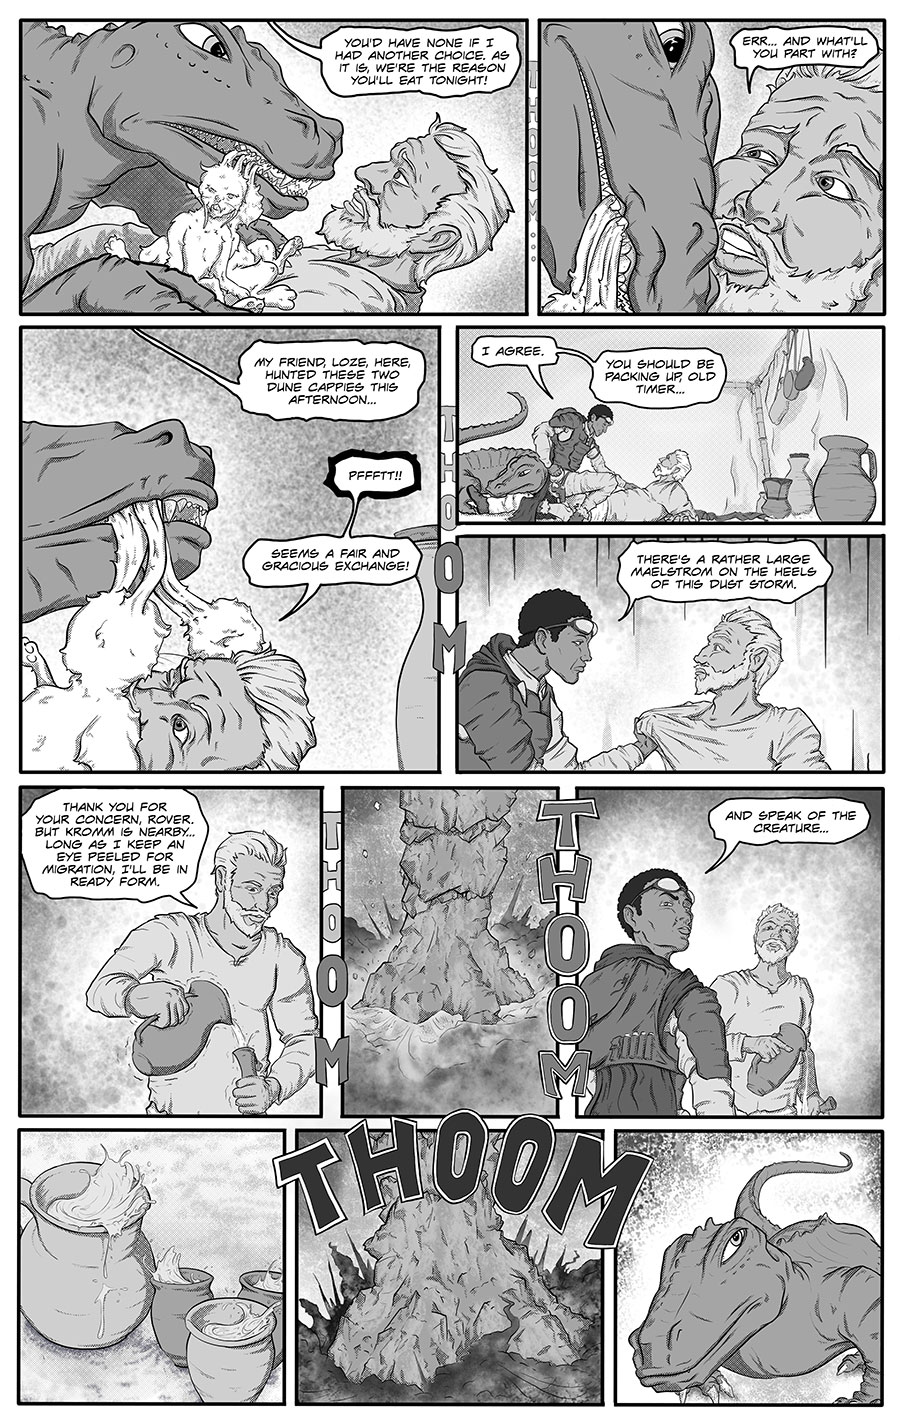 YOU'D HAVE NONE IF I
HAD ANOTHER CHOICE. AS
IT IS, WE'RE THE REASON
YOU'LL EAT TONIGHT!
THOOM...
ERR... AND WHAT'LL
YOU PART WITH?
MY FRIEND, LOZE, HERE,
HUNTED THESE TWO
DUNE CAPPIES THIS
AFTERNOON...
PFFFTT!!
SEEMS A FAIR AND
GRACIOUS EXCHANGE!
THOOM
I AGREE.
YOU SHOULD BE
PACKING UP, OLD
TIMER...
THERE'S A RATHER LARGE
MAELSTROM ON THE HEELS
OF THIS DUST STORM.
THANK YOU FOR
YOUR CONCERN, ROVER.
BUT KROMM IS NEARBY...
LONG AS I KEEP AN
EYE PEELED FOR
MIGRATION, I'LL BE IN
READY FORM.
THOOM
THOOM
AND SPEAK OF THE
CREATURE...
THOOM